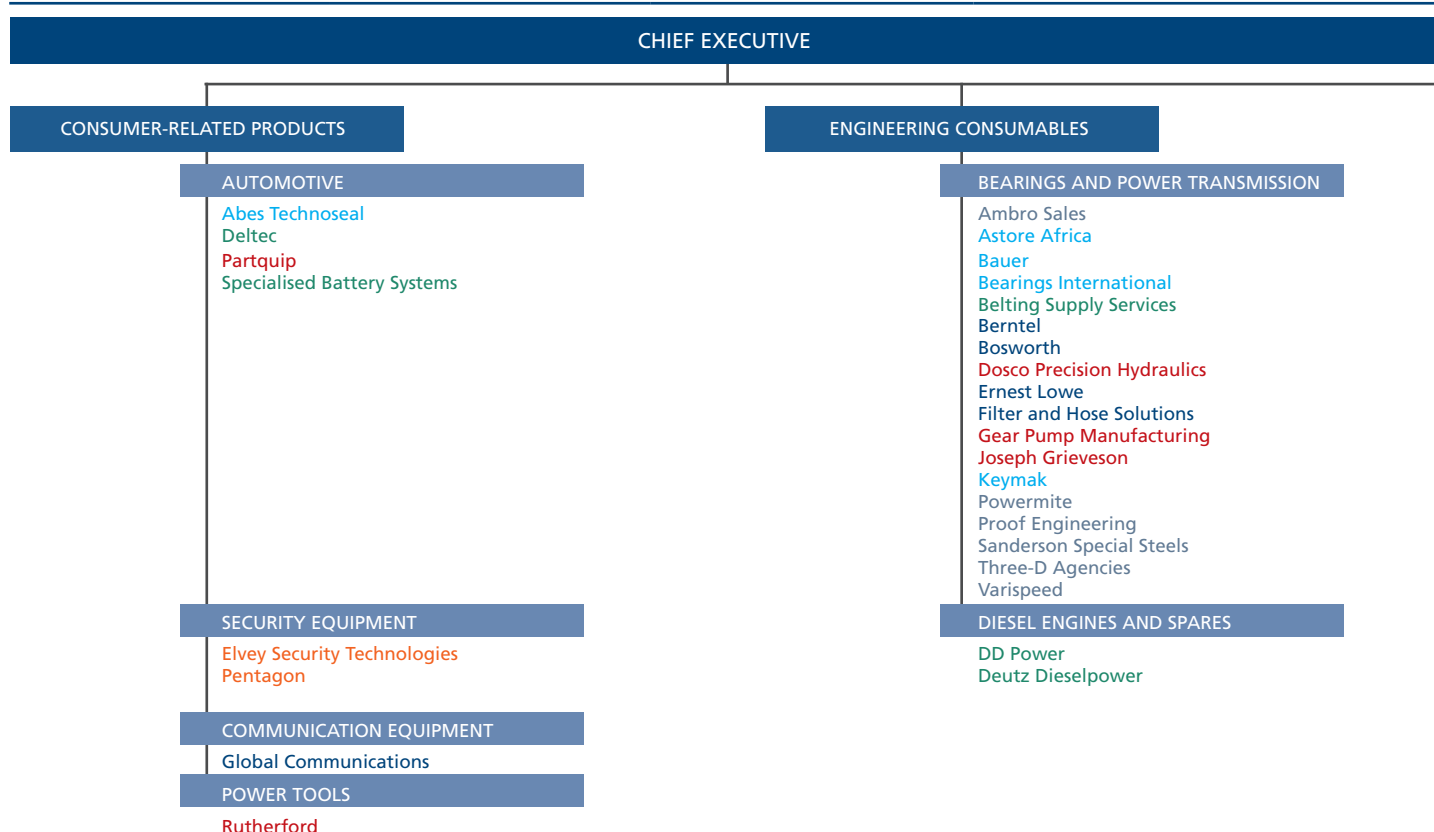 CHIEF EXECUTIVE
CONSUMER-RELATED PRODUCTS
AUTOMOTIVE
Abes Technoseal
Deltec
Partquip
Specialised Battery Systems
SECURITY EQUIPMENT
Elvey Security Technologies
Pentagon
COMMUNICATION EQUIPMENT
Global Communications
POWER TOOLS
Rutherford
ENGINEERING CONSUMABLES
BEARINGS AND POWER TRANSMISSION
Ambro Sales
Astore Africa
Bauer
Bearings International
Belting Supply Services
Berntel
Bosworth
Dosco Precision Hydraulics
Ernest Lowe
Filter and Hose Solutions
Gear Pump Manufacturing
Joseph Grieveson
Keymak
Powermite
Proof Engineering
Sanderson Special Steels
Three-D Agencies
Varispeed
DIESEL ENGINES AND SPARES
DD Power
Deutz Dieselpower